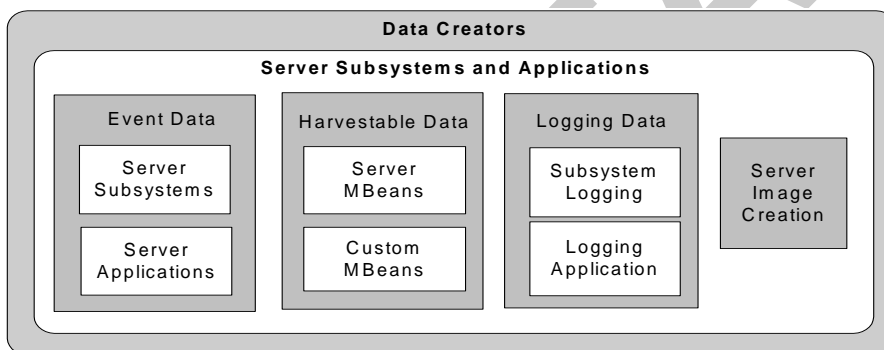 Data Creators
Server Subsystems and Applications
Event Data
Server
Subsystems
Server
Applications
Harvestable Data
Server
MBeans
Custom
MBeans
Logging Data
Subsystem
Logging
Logging
Application
Server
Image
Creation